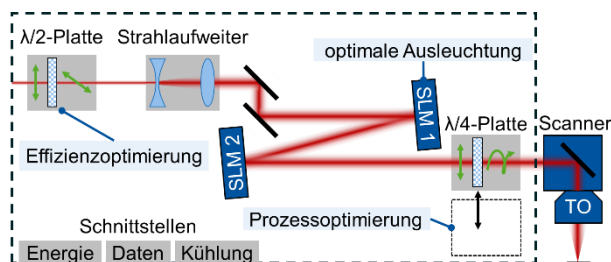 λ/2-Platte
Strahlaufweiter
optimale Ausleuchtung
SLM 1
λ/4-Platte
Scanner
Effizienzoptimierung
SLM 2
TO
Prozessoptimierung
Schnittstellen
Energie
Daten
Kühlung